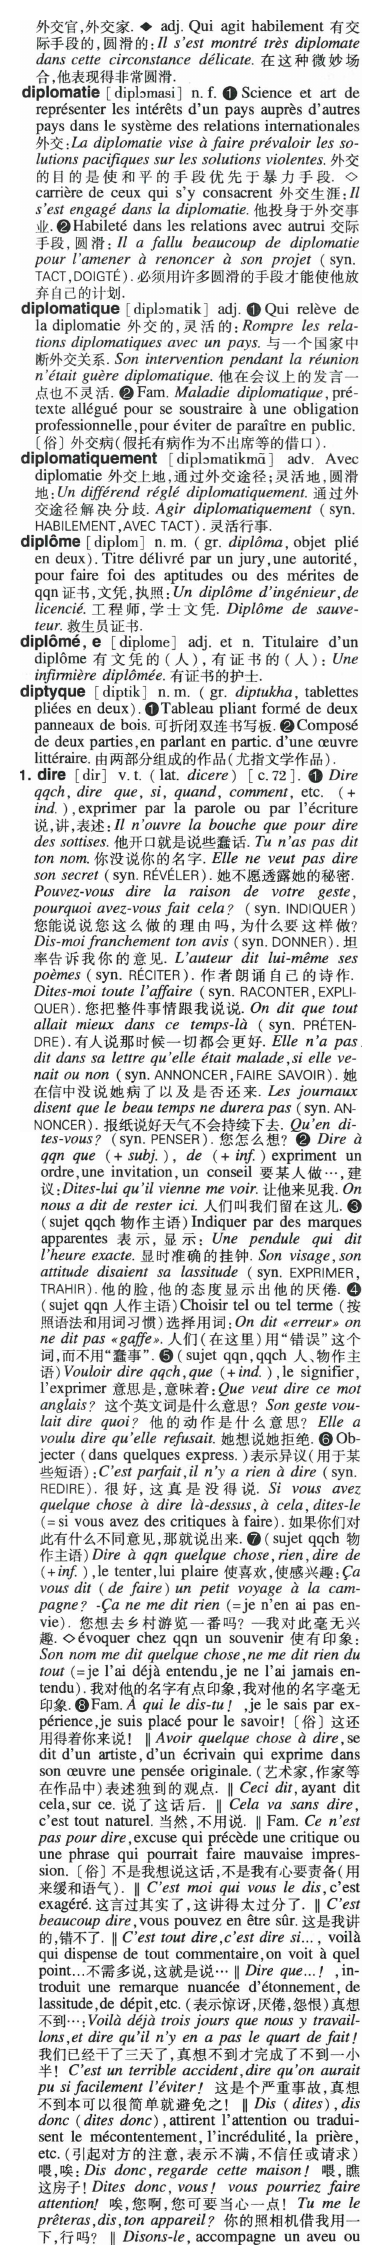 外交官,外交家. ◆ adj. Qui agit habilement 有交
际手段的,圆滑的:Il s'est montré très diplomate
dans cette circonstance délicate. 在这种微妙场
合,他表现得非常圆滑.
diplomatie [diplɔmasi] n. f. ❶ Science et art de
représenter les intérêts d'un pays auprès d'autres
pays dans le système des relations internationales
外交:La diplomatie vise à faire prévaloir les so-
lutions pacifiques sur les solutions violentes. 外交
的目的是使和平的手段优先于暴力手段. ◇
carrière de ceux qui s'y consacrent 外交生涯:Il
s'est engagé dans la diplomatie. 他投身于外交事
业. ❷ Habileté dans les relations avec autrui 交际
手段,圆滑: Il a fallu beaucoup de diplomatie
pour l'amener à renoncer à son projet (syn.
TACT,DOIGTÉ). 必须用许多圆滑的手段才能使他放
弃自己的计划.
diplomatique [diplɔmatik] adj. ❶ Qui relève de
la diplomatie 外交的,灵活的:Rompre les rela-
tions diplomatiques avec un pays. 与一个国家中
断外交关系. Son intervention pendant la réunion
n'était guère diplomatique. 他在会议上的发言一
点也不灵活. ❷ Fam. Maladie diplomatique,pré-
texte allégué pour se soustraire à une obligation
professionnelle,pour éviter de paraître en public.
〔俗〕外交病(假托有病作为不出席等的借口).
diplomatiquement [diplɔmatikmɑ̃] adv. Avec
diplomatie 外交上地,通过外交途径;灵活地,圆滑
地:Un différend réglé diplomatiquement. 通过外
交途径解决分歧. Agir diplomatiquement (syn.
HABILEMENT,AVEC TACT). 灵活行事.
diplôme [diplom] n. m. (gr. diplôma, objet plié
en deux). Titre délivré par un jury,une autorité,
pour faire foi des aptitudes ou des mérites de
qqn 证书,文凭,执照:Un diplôme d'ingénieur,de
licencié. 工程师,学士文凭. Diplôme de sauve-
teur. 救生员证书.
diplômé, e [diplome] adj. et n. Titulaire d'un
diplôme 有文凭的(人),有证书的(人): Une
infirmière diplômée. 有证书的护士.
diptyque [diptik] n. m. (gr. diptukha, tablettes
pliées en deux). ❶ Tableau pliant formé de deux
panneaux de bois. 可折闭双连书写板. ❷ Composé
de deux parties,en parlant en partic. d'une œuvre
littéraire. 由两部分组成的作品(尤指文学作品).
1. dire [dir] v. t. (lat. dicere) [c. 72]. ❶ Dire
qqch, dire que, si, quand, comment, etc. (+
ind. ),exprimer par la parole ou par l'écriture
说,讲,表述:Il n'ouvre la bouche que pour dire
des sottises. 他开口就是说些蠢话. Tu n'as pas dit
ton nom. 你没说你的名字. Elle ne veut pas dire
son secret (syn. RÉVÉLER). 她不愿透露她的秘密.
Pouvez-vous dire la raison de votre geste,
pourquoi avez-vous fait cela? (syn. INDIQUER)
您能说说您这么做的理由吗,为什么要这样做?
Dis-moi franchement ton avis (syn. DONNER). 坦
率告诉我你的意见. L'auteur dit lui-même ses
poèmes (syn. RÉCITER). 作者朗诵自己的诗作.
Dites-moi toute l'affaire (syn. RACONTER,EXPLI-
QUER). 您把整件事情跟我说说. On dit que tout
allait mieux dans ce temps-là (syn. PRÉTEN-
DRE). 有人说那时候一切都会更好. Elle n'a pas
dit dans sa lettre qu'elle était malade,si elle ve-
nait ou non (syn. ANNONCER,FAIRE SAVOIR). 她
在信中没说她病了以及是否还来. Les journaux
disent que le beau temps ne durera pas (syn. AN-
NONCER). 报纸说好天气不会持续下去. Qu'en di-
tes-vous? (syn. PENSER). 您怎么想? ❷ Dire à
qqn que (+ subj. ), de (+ inf. ) expriment un
ordre,une invitation, un conseil 要某人做…,建
议:Dites-lui qu'il vienne me voir. 让他来见我. On
nous a dit de rester ici. 人们叫我们留在这儿. ❸
(sujet qqch 物作主语) Indiquer par des marques
apparentes 表示,显示: Une pendule qui dit
l'heure exacte. 显时准确的挂钟. Son visage,son
attitude disaient sa lassitude (syn. EXPRIMER,
TRAHIR). 他的脸,他的态度显示出他的厌倦. ❹
(sujet qqn 人作主语)Choisir tel ou tel terme (按
照语法和用词习惯)选择用词:On dit «erreur» on
ne dit pas «gaffe». 人们(在这里)用“错误”这个
词,而不用“蠢事”. ❺ (sujet qqn,qqch 人、物作主
语) Vouloir dire qqch,que (+ind. ),le signifier,
l'exprimer 意思是,意味着:Que veut dire ce mot
anglais? 这个英文词是什么意思? Son geste vou-
lait dire quoi? 他的动作是什么意思? Elle a
voulu dire qu'elle refusait. 她想说她拒绝. ❻ Ob-
jecter (dans quelques express. )表示异议(用于某
些短语):C'est parfait,il n'y a rien à dire (syn.
REDIRE). 很好,这真是没得说. Si vous avez
quelque chose à dire là-dessus,à cela,dites-le
(=si vous avez des critiques à faire). 如果你们对
此有什么不同意见,那就说出来. ❼ (sujet qqch 物
作主语) Dire à qqn quelque chose,rien,dire de
(+inf. ),le tenter,lui plaire 使喜欢,使感兴趣:Ça
vous dit (de faire) un petit voyage à la cam-
pagne? -Ça ne me dit rien (=je n'en ai pas en-
vie). 您想去乡村游览一番吗? —我对此毫无兴
趣. ◇évoquer chez qqn un souvenir 使有印象:
Son nom me dit quelque chose,ne me dit rien du
tout (=je l'ai déjà entendu,je ne l'ai jamais en-
tendu). 我对他的名字有点印象,我对他的名字毫无
印象. ❽ Fam. À qui le dis-tu! ,je le sais par ex-
périence,je suis placé pour le savoir! 〔俗〕这还
用得着你来说! ‖ Avoir quelque chose à dire,se
dit d'un artiste,d'un écrivain qui exprime dans
son œuvre une pensée originale. (艺术家,作家等
在作品中)表述独到的观点. ‖ Ceci dit,ayant dit
cela,sur ce. 说了这话后. ‖ Cela va sans dire,
c'est tout naturel. 当然,不用说. ‖ Fam. Ce n'est
pas pour dire,excuse qui précède une critique ou
une phrase qui pourrait faire mauvaise impres-
sion. 〔俗〕不是我想说这话,不是我有心要责备(用
来缓和语气). ‖ C'est moi qui vous le dis,c'est
exagéré. 这言过其实了,这讲得太过分了. ‖ C'est
beaucoup dire,vous pouvez en être sûr. 这是我讲
的,错不了. ‖ C'est tout dire,c'est dire si..., voilà
qui dispense de tout commentaire,on voit à quel
point...不需多说,这就是说… ‖ Dire que...! ,in-
troduit une remarque nuancée d'étonnement, de
lassitude,de dépit,etc. (表示惊讶,厌倦,怨恨)真想
不到…:Voilà déjà trois jours que nous y travail-
lons,et dire qu'il n'y en a pas le quart de fait!
我们已经干了三天了,真想不到才完成了不到一小
半! C'est un terrible accident,dire qu'on aurait
pu si facilement l'éviter! 这是个严重事故,真想
不到本可以很简单就避免之! ‖ Dis (dites),dis
donc (dites donc),attirent l'attention ou tradui-
sent le mécontentement, l'incrédulité, la prière,
etc. (引起对方的注意,表示不满,不信任或请求)
喂,唉: Dis donc, regarde cette maison! 喂,瞧
这房子! Dites donc, vous! vous pourriez faire
attention! 唉,您啊,您可要当心一点! Tu me le
prêteras,dis,ton appareil? 你的照相机借我用一
下,行吗? ‖ Disons-le, accompagne un aveu ou